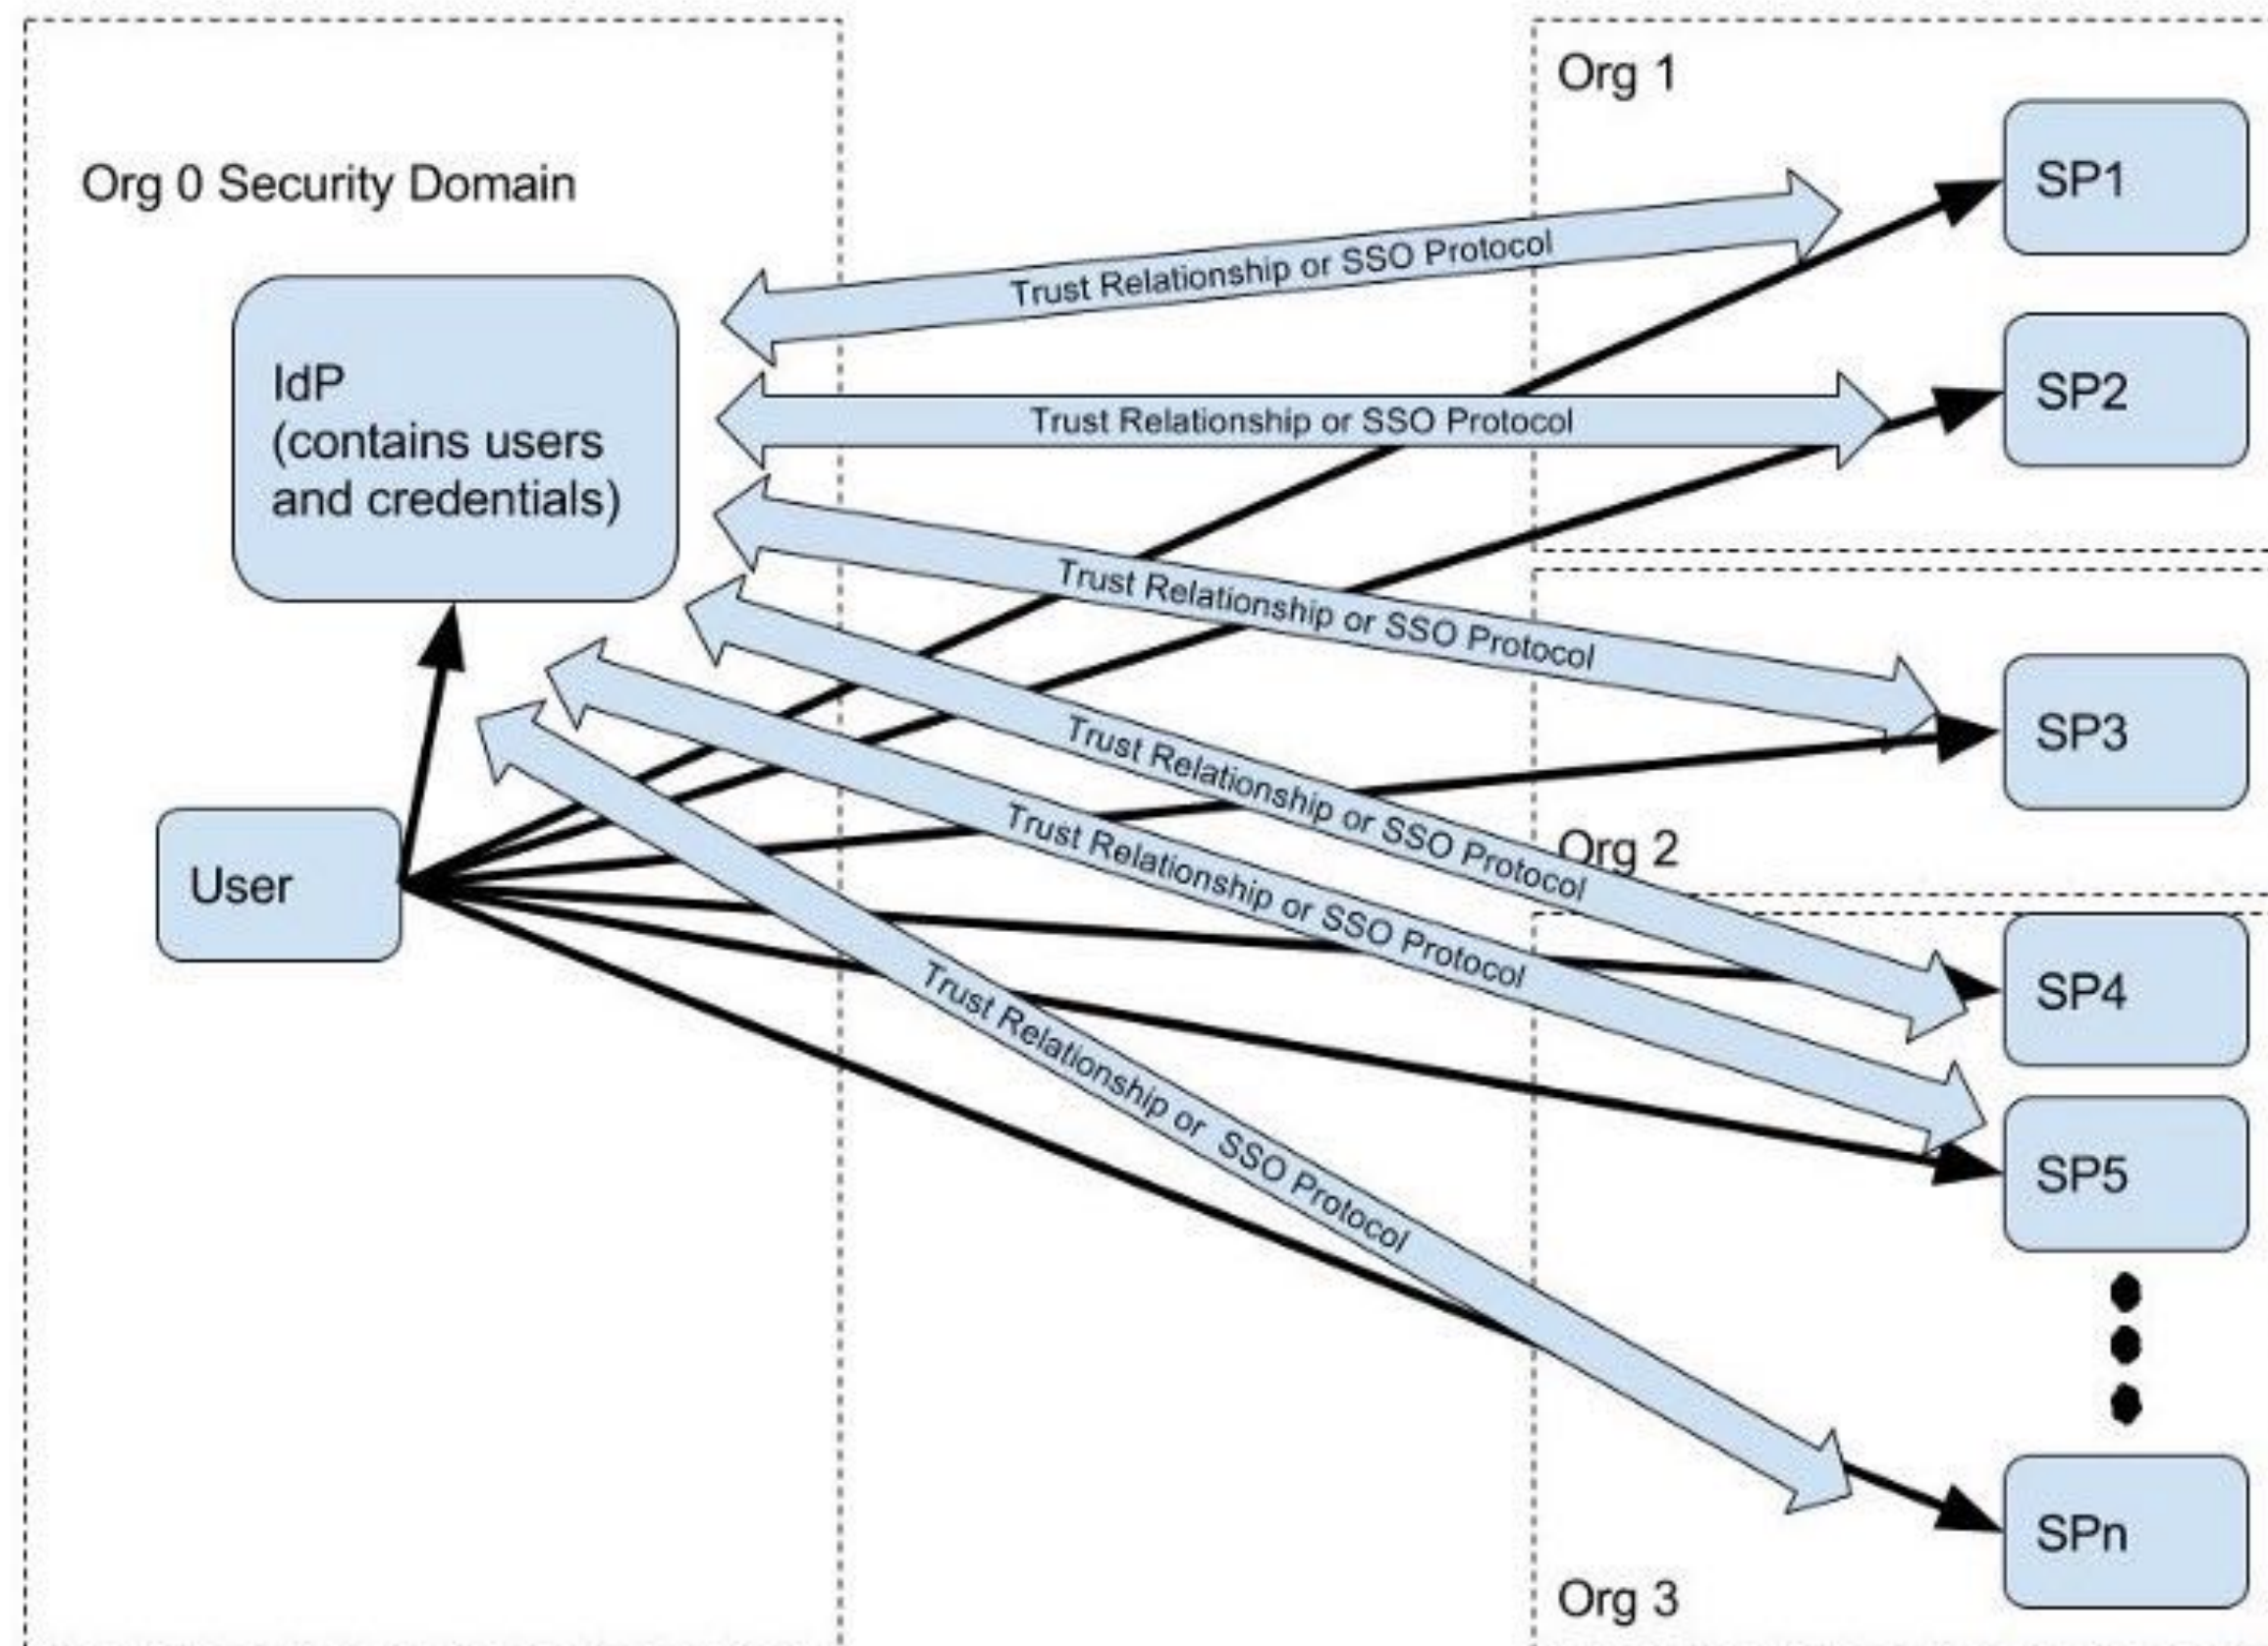 Org 1
SP1
Org 0 Security Domain
Trust Relationship or SSO Protocol
IdP
(contains users
and credentials)
SP2
Trust Relationship or SSO Protocol
Trust Relationship or SSO Protocol
SP3
Trust Relationship or SSO Protocol
Org 2
Trust Relationship or SSO Protocol
User
SP4
Trust Relationship or SSO Protocol
SP5
SPn
Org 3